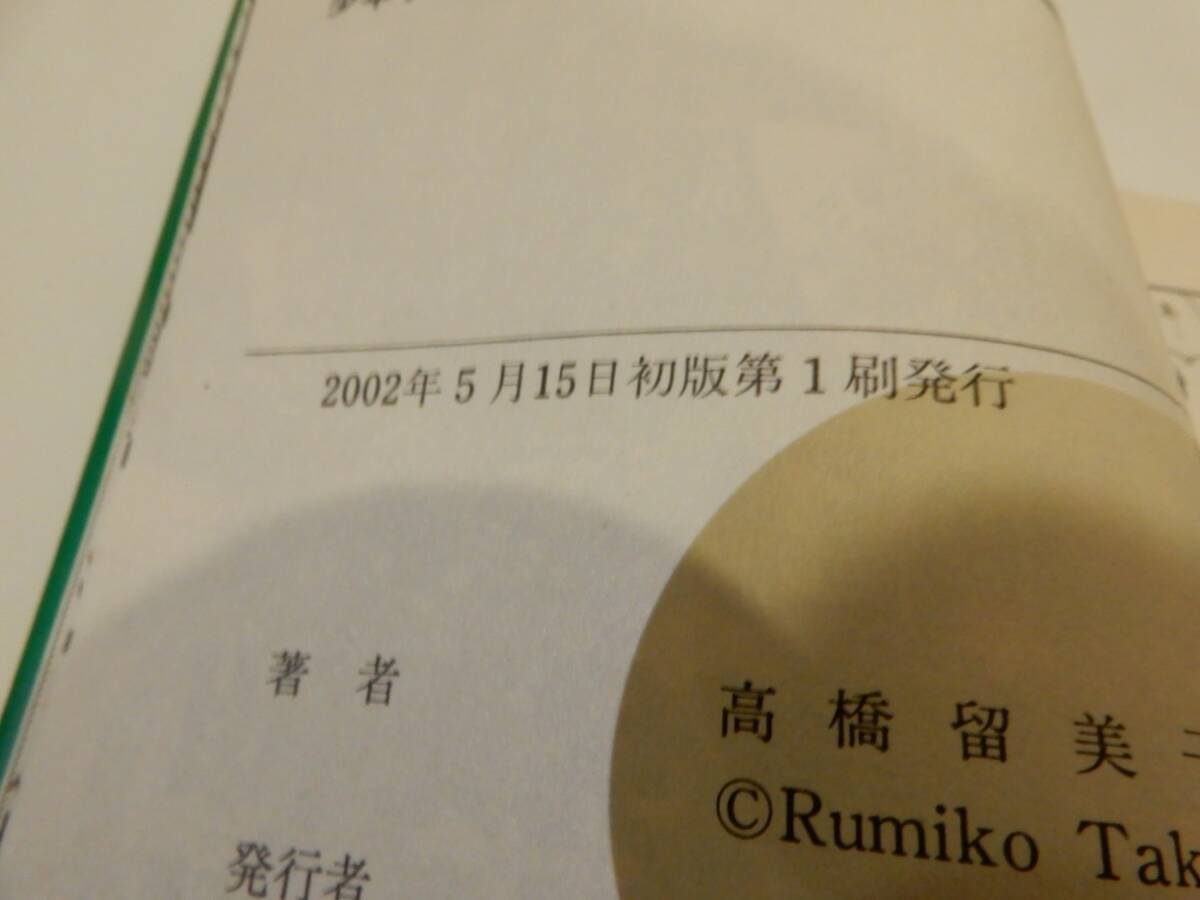 2002年5月15日初版第1刷発行
著者
高橋留美
©Rumiko Tak
発行者